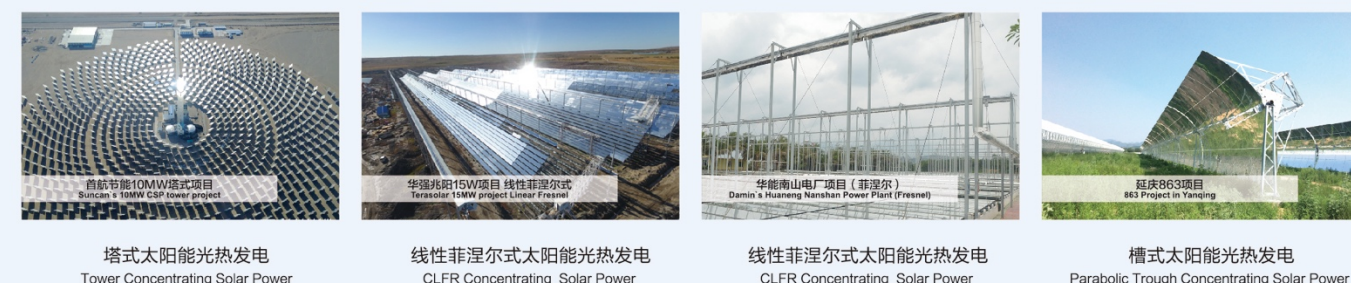 首航节能10MW塔式项目
Suncan's 10MW CSP tower project
华强兆阳15W项目 线性菲涅尔式
Terasolar 15MW project Linear Fresnel
华能南山电厂项目（菲涅尔）
Damin's Huaneng Nanshan Power Plant (Fresnel)
延庆863项目
863 Project in Yanqing
塔式太阳能光热发电
Tower Concentrating Solar Power
线性菲涅尔式太阳能光热发电
CLFR Concentrating Solar Power
线性菲涅尔式太阳能光热发电
CLFR Concentrating Solar Power
槽式太阳能光热发电
Parabolic Trough Concentrating Solar Power